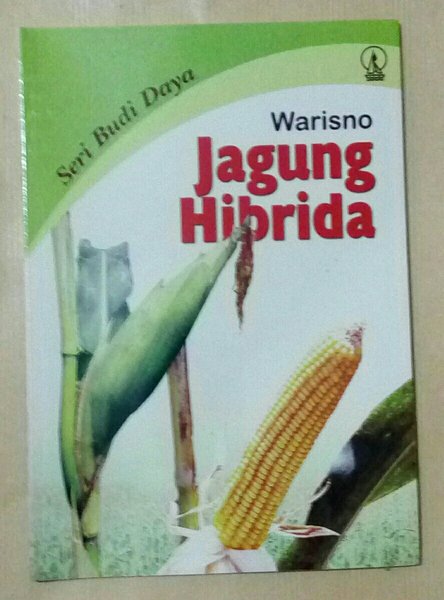 Seri Budi Daya
Warisno
Jagung
Hibrida